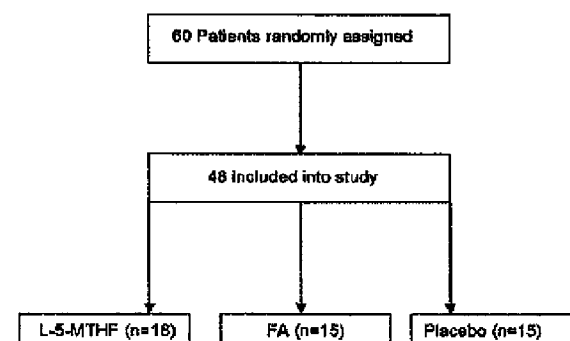 60 Patients randomly assigned
48 included into study
L-5-MTHF (n=18) FA (n=15) Placebo (n=15)